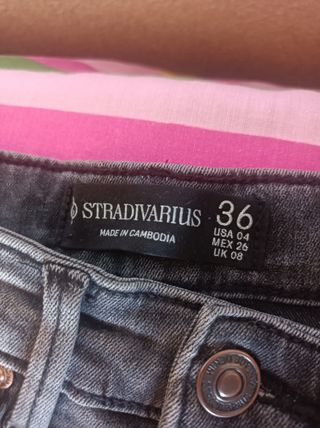 STRADIVARIUS
MADE IN CAMBODIA
36
USA 04
MEX 26
UK 08